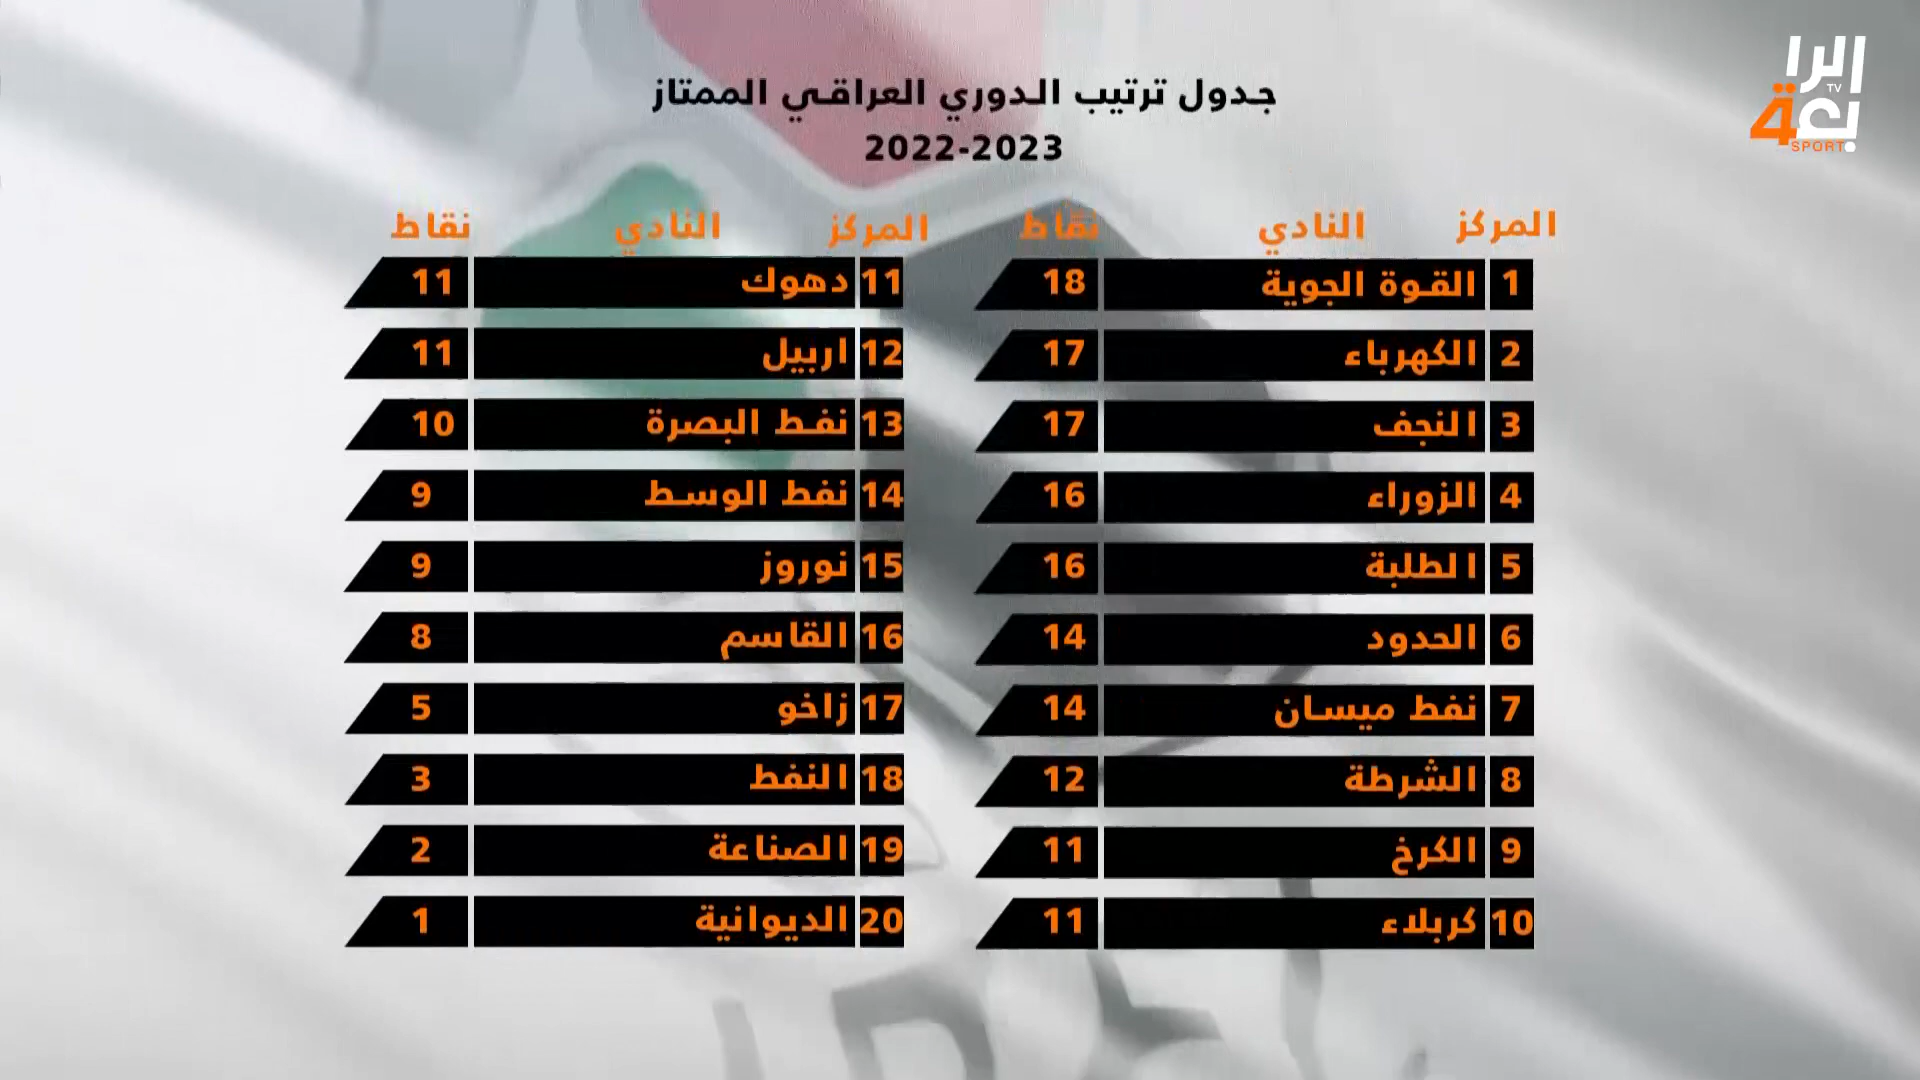 الرابعة
4
TV
SPORT
جدول ترتيب الدوري العراقي الممتاز
2022-2023
المركز النادي نقاط
1 القوة الجوية 18
2 الكهرباء 17
3 النجف 17
4 الزوراء 16
5 الطلبة 16
6 الحدود 14
7 نفط ميسان 14
8 الشرطة 12
9 الكرخ 11
10 كربلاء 11
المركز النادي نقاط
11 دهوك 11
12 اربيل 11
13 نفط البصرة 10
14 نفط الوسط 9
15 نوروز 9
16 القاسم 8
17 زاخو 5
18 النفط 3
19 الصناعة 2
20 الديوانية 1